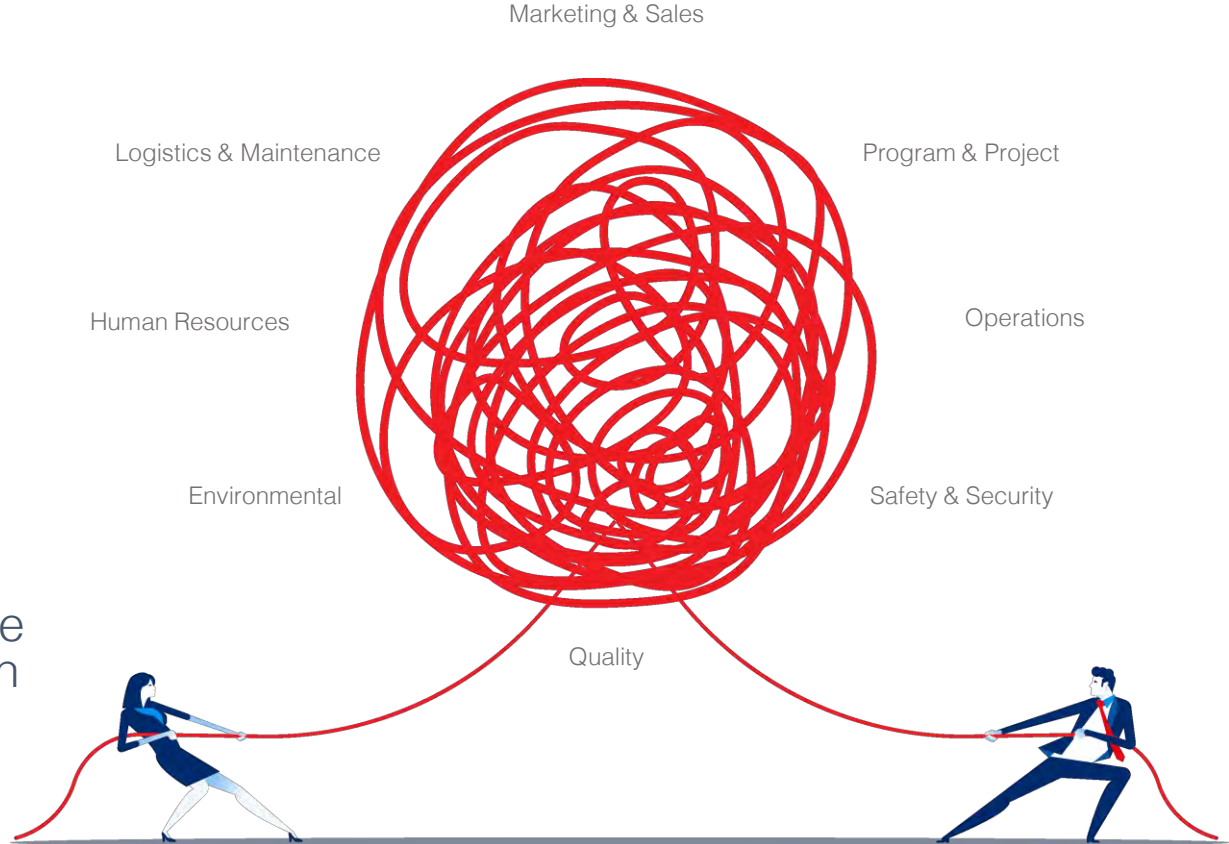 Marketing & Sales
Logistics & Maintenance
Program & Project
Human Resources
Operations
Environmental
Safety & Security
Quality